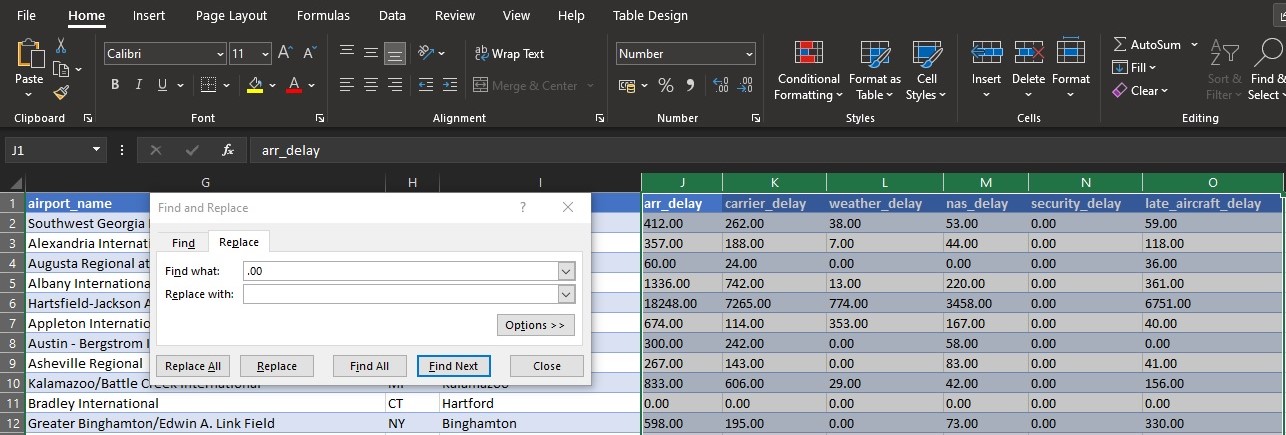 File Home Insert Page Layout Formulas Data Review View Help Table Design
Paste
Calibri 11 A A
B I U A
ab Wrap Text
Merge & Center
Number
% 9
Conditional Formatting
Format as Table
Cell Styles
Insert Delete Format
AutoSum
Fill
Clear
Sort & Filter
Find & Select
Clipboard Font Alignment Number Styles Cells Editing
J1 fx arr_delay
G H I J K L M N O
1 airport_name arr_delay carrier_delay weather_delay nas_delay security_delay late_aircraft_delay
2 Southwest Georgia 412.00 262.00 38.00 53.00 0.00 59.00
3 Alexandria Internati 357.00 188.00 7.00 44.00 0.00 118.00
4 Augusta Regional at 60.00 24.00 0.00 0.00 0.00 36.00
5 Albany Internationa 1336.00 742.00 13.00 220.00 0.00 361.00
6 Hartsfield-Jackson A 18248.00 7265.00 774.00 3458.00 0.00 6751.00
7 Appleton Internatio 674.00 114.00 353.00 167.00 0.00 40.00
8 Austin - Bergstrom I 300.00 242.00 0.00 58.00 0.00 0.00
9 Asheville Regional 267.00 143.00 0.00 83.00 0.00 41.00
10 Kalamazoo/Battle Creek International MI Kalamazoo 833.00 606.00 29.00 42.00 0.00 156.00
11 Bradley International CT Hartford 0.00 0.00 0.00 0.00 0.00 0.00
12 Greater Binghamton/Edwin A. Link Field NY Binghamton 598.00 195.00 0.00 73.00 0.00 330.00
Find and Replace ?
Find Replace
Find what: .00
Replace with:
Options >>
Replace All Replace Find All Find Next Close